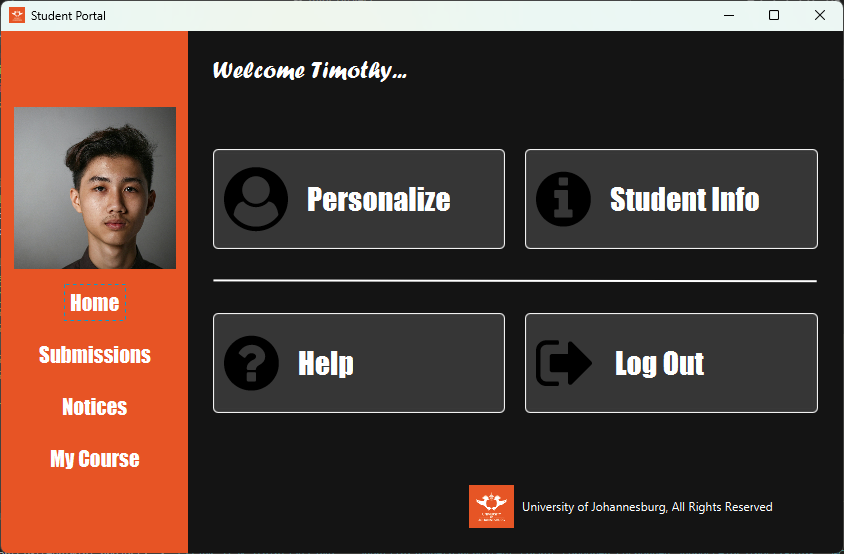 Student Portal
Welcome Timothy...
Personalize
Student Info
Home
Submissions
Help
Log Out
Notices
My Course
University of Johannesburg, All Rights Reserved